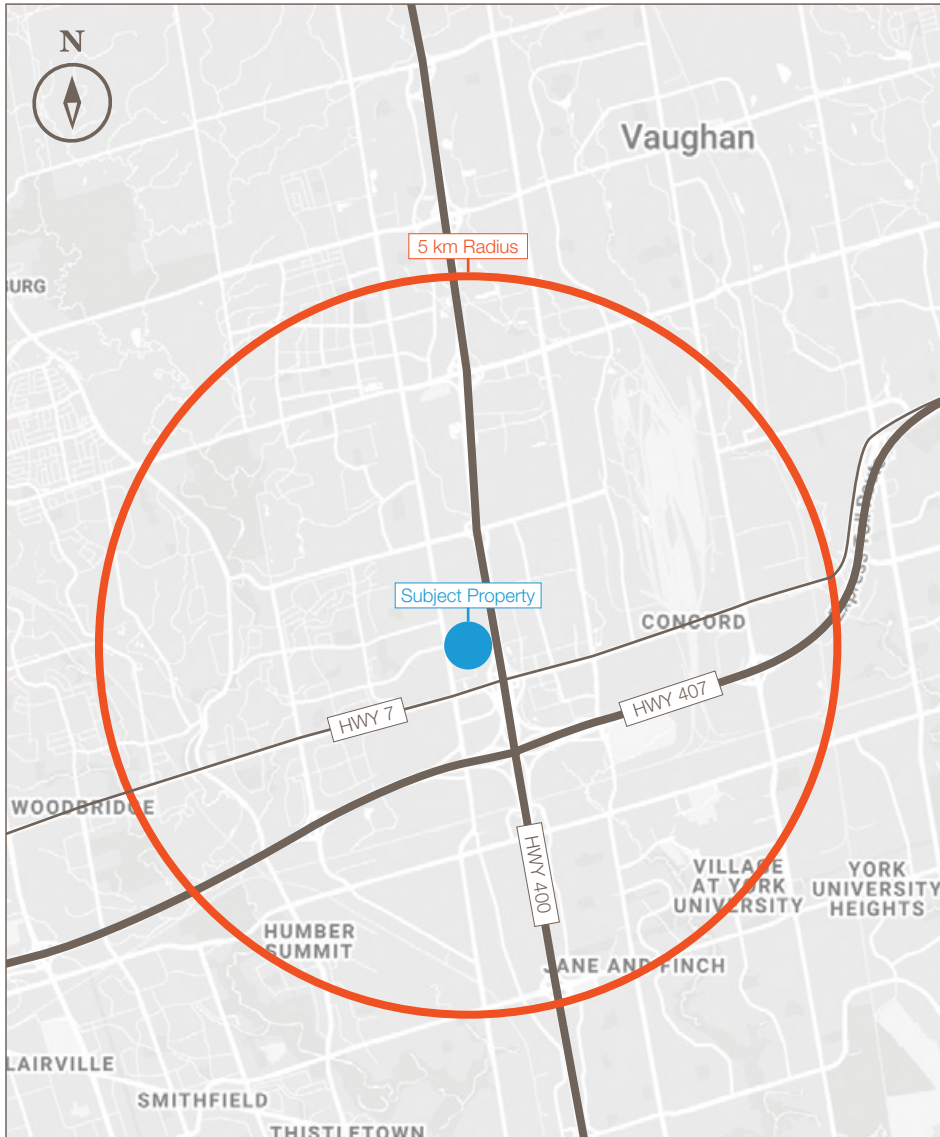 N
Vaughan
5 km Radius
BURG
Subject Property
CONCORD
HWY 407
HWY 7
WOODBRIDGE
HWY 400
VILLAGE
AT YORK
UNIVERSITY
YORK
UNIVERSITY
HEIGHTS
HUMBER
SUMMIT
JANE AND FINCH
LAIRVILLE
SMITHFIELD
THISTLETOWN